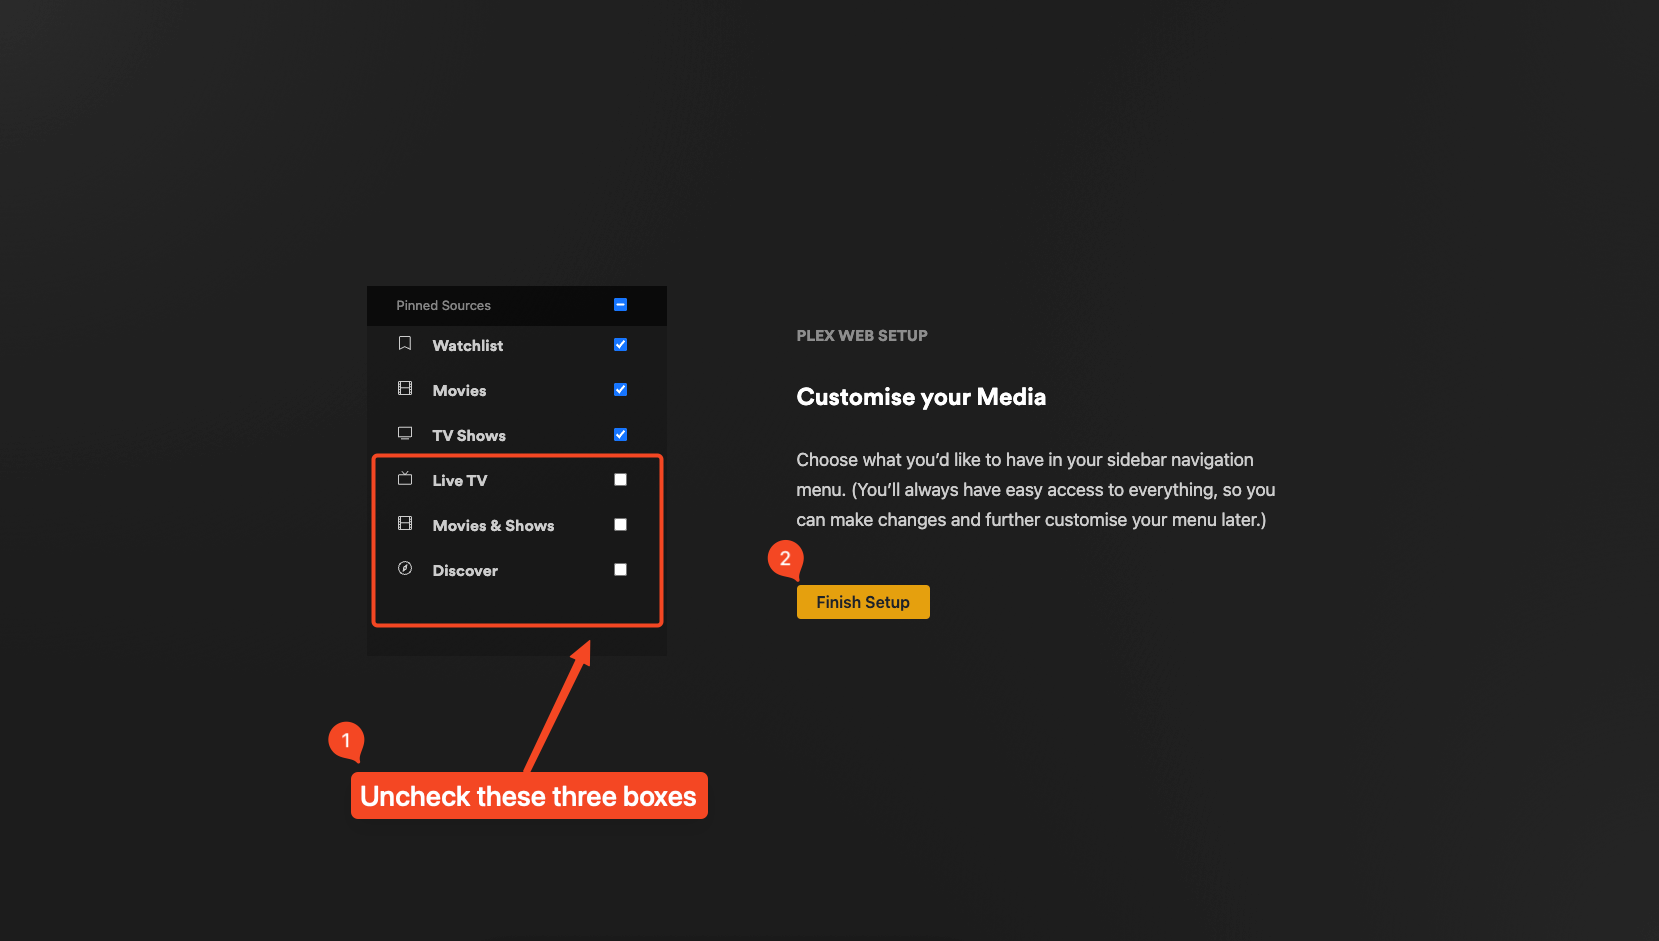 Pinned Sources
Watchlist
Movies
TV Shows
Live TV
Movies & Shows
Discover
PLEX WEB SETUP
Customise your Media
Choose what you’d like to have in your sidebar navigation
menu. (You’ll always have easy access to everything, so you
can make changes and further customise your menu later.)
2
Finish Setup
1
Uncheck these three boxes